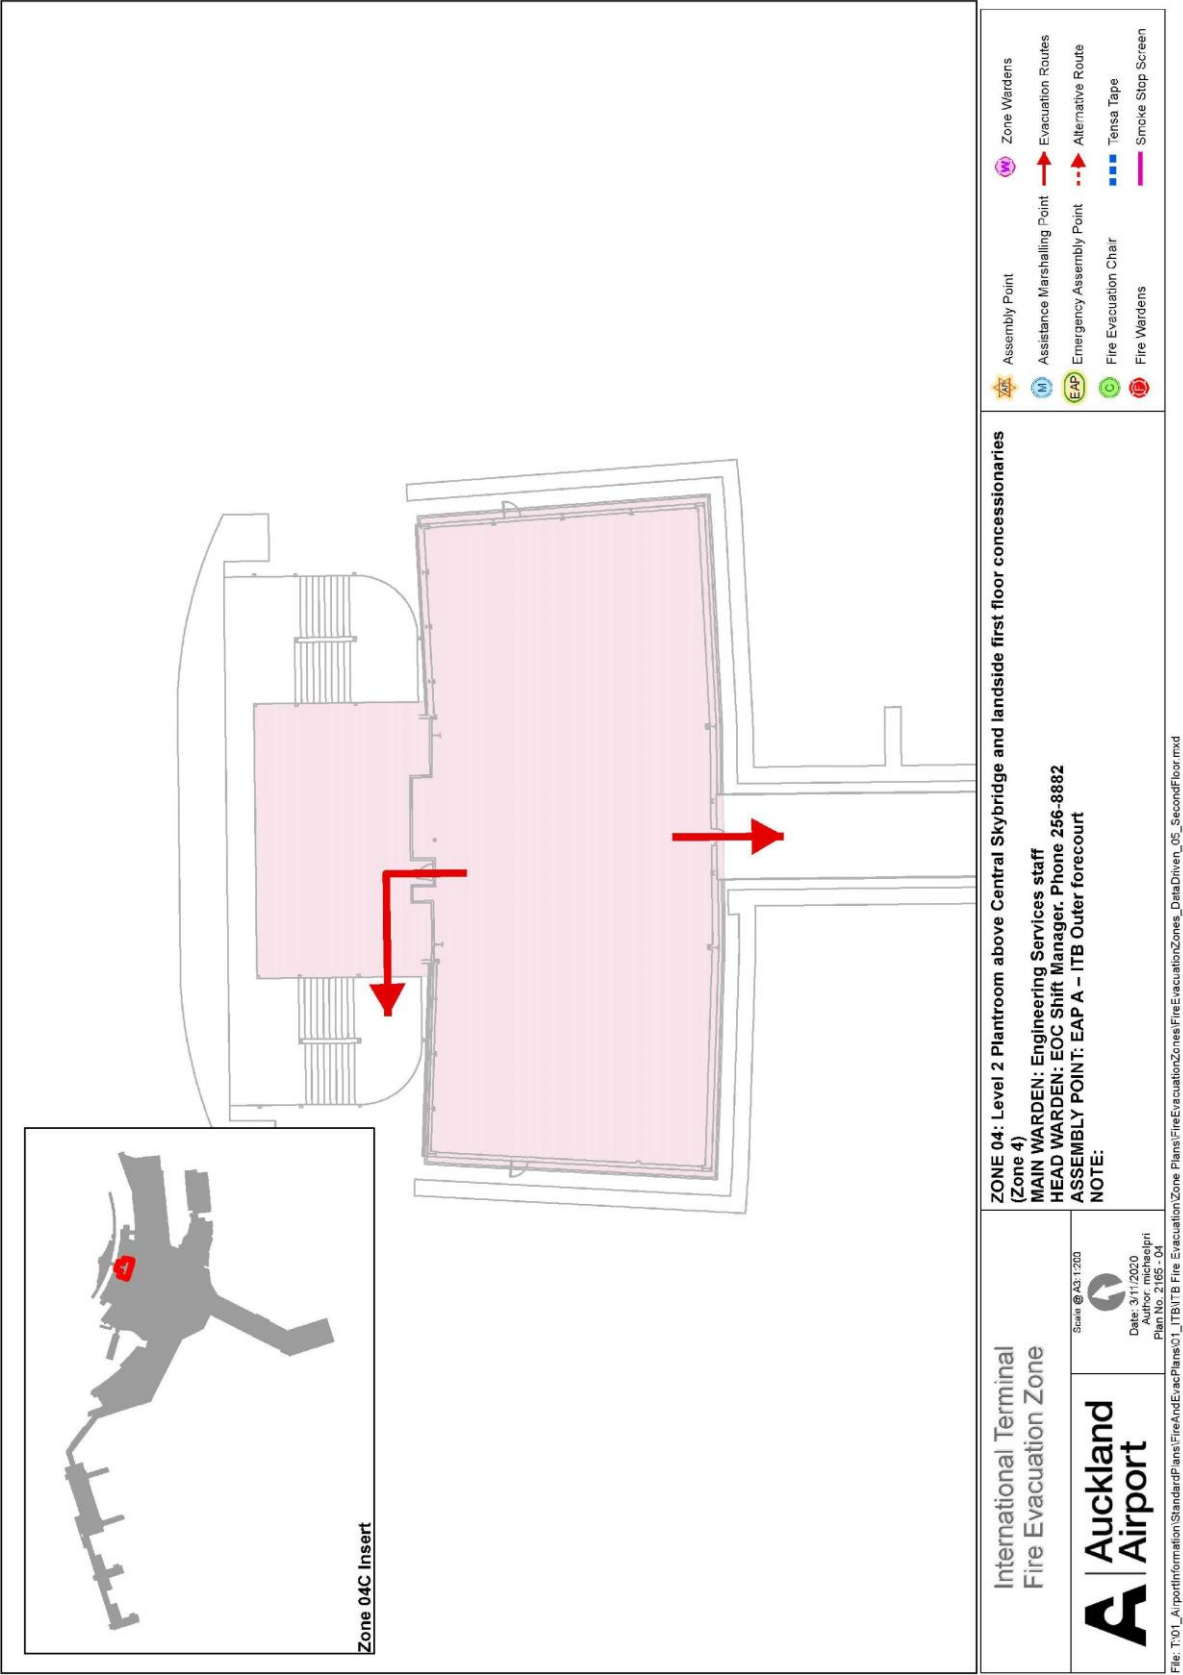 Zone 04C Insert
International Terminal
Fire Evacuation Zone
A
Auckland
Airport
Scale @ A3: 1:200
Date: 3/11/2020
Author: michaelpri
Plan No. 2165 - 04
ZONE 04: Level 2 Plantroom above Central Skybridge and landside first floor concessionaries
(Zone 4)
MAIN WARDEN: Engineering Services staff
HEAD WARDEN: EOC Shift Manager. Phone 256-8882
ASSEMBLY POINT: EAP A – ITB Outer forecourt
NOTE:
Assembly Point
W Zone Wardens
M Assistance Marshalling Point
Evacuation Routes
EAP Emergency Assembly Point
Alternative Route
C Fire Evacuation Chair
Tensa Tape
F Fire Wardens
Smoke Stop Screen
File: T:\01_AirportInformation\StandardPlans\FireAndEvacPlans\01_ITB\ITB Fire Evacuation\Zone Plans\FireEvacuationZones\FireEvacuationZones_DataDriven_05_SecondFloor.mxd